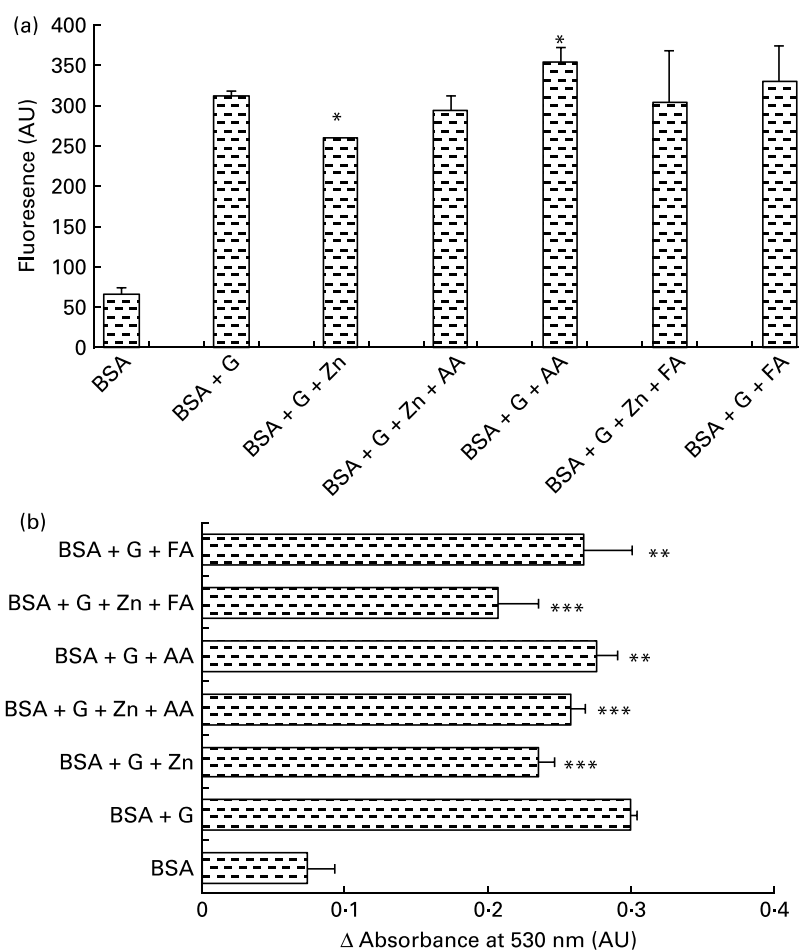 (a)
Fluoresence (AU)
400
350
300
250
200
150
100
50
0
*
*
BSA
BSA + G
BSA + G + Zn
BSA + G + Zn + AA
BSA + G + AA
BSA + G + Zn + FA
BSA + G + FA
(b)
BSA + G + FA
**
BSA + G + Zn + FA
***
BSA + G + AA
**
BSA + G + Zn + AA
***
BSA + G + Zn
***
BSA + G
BSA
0 0·1 0·2 0·3 0·4
Δ Absorbance at 530 nm (AU)